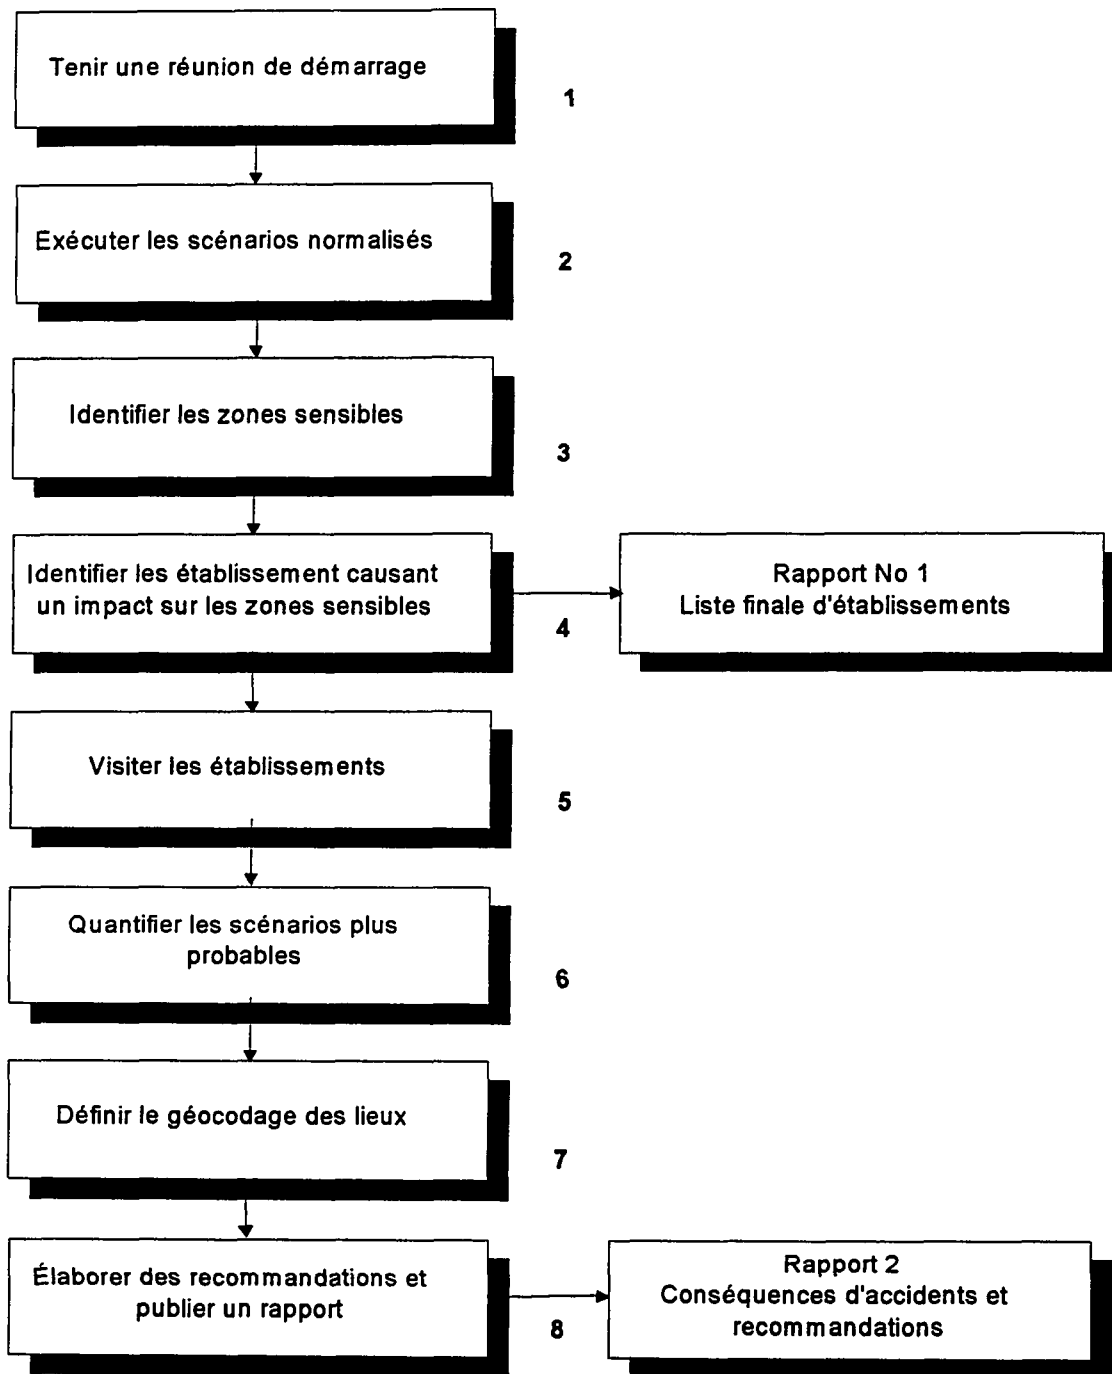 Tenir une réunion de démarrage
1
Exécuter les scénarios normalisés
2
Identifier les zones sensibles
3
Identifier les établissement causant
un impact sur les zones sensibles
4
Rapport No 1
Liste finale d'établissements
Visiter les établissements
5
Quantifier les scénarios plus
probables
6
Définir le géocodage des lieux
7
Élaborer des recommandations et
publier un rapport
8
Rapport 2
Conséquences d'accidents et
recommandations